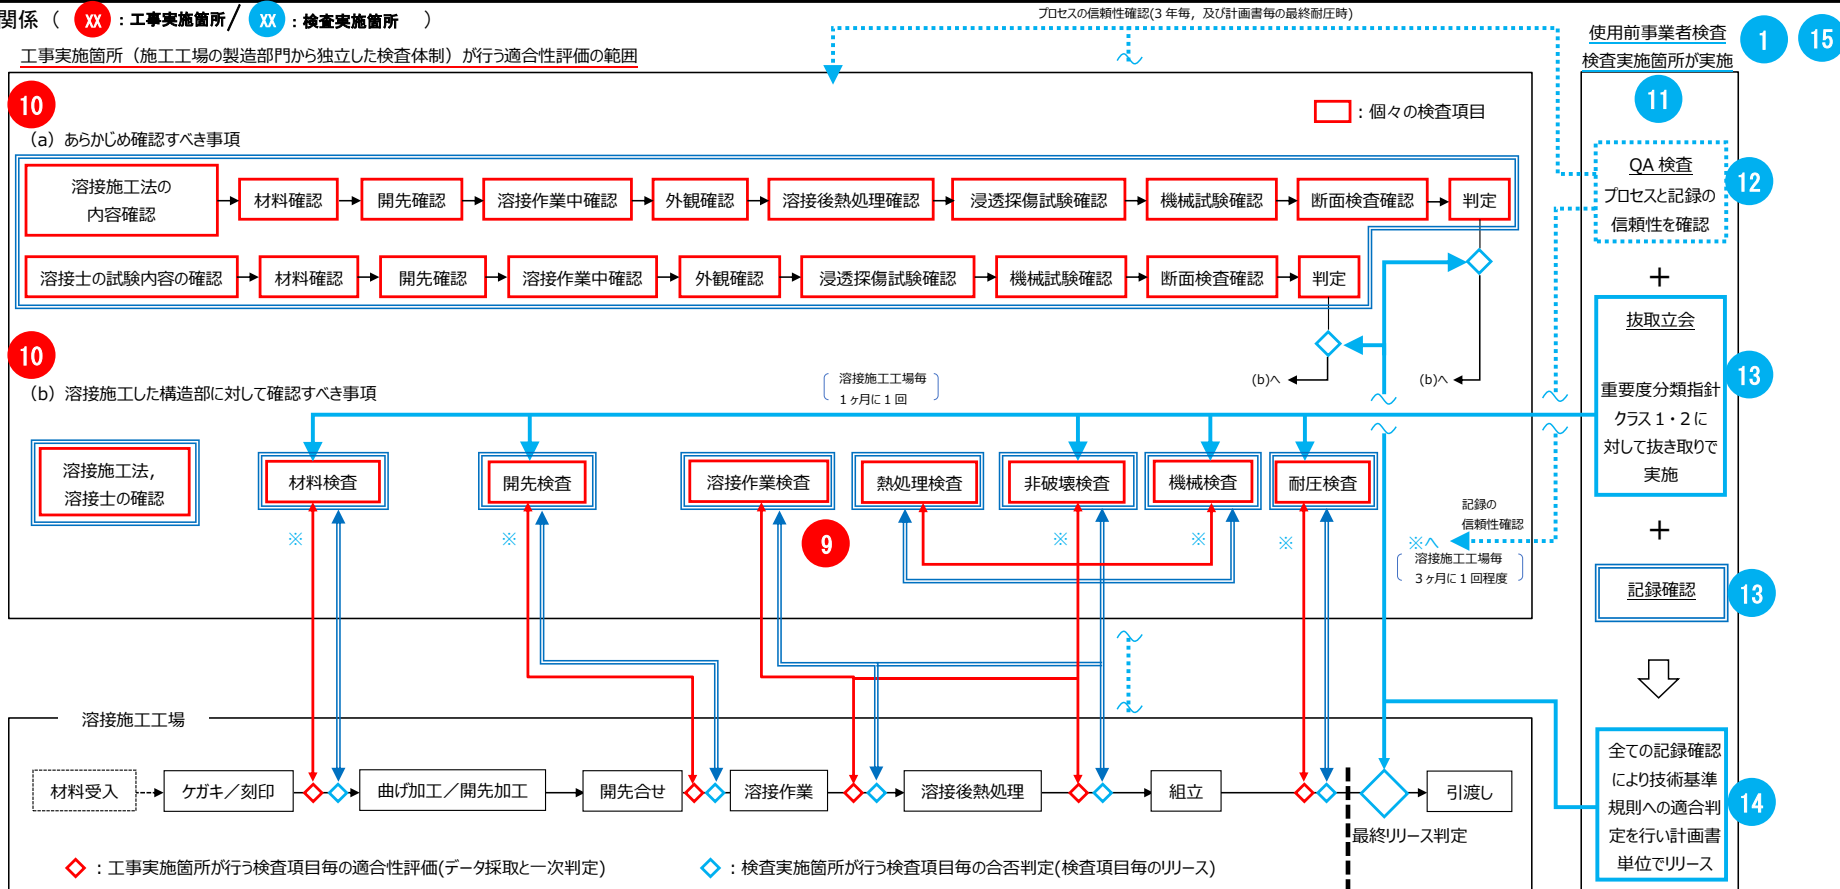 関係（ XX ：工事実施箇所／ XX ：検査実施箇所 ）
プロセスの信頼性確認(3年毎，及び計画書毎の最終耐圧時)
使用前事業者検査 1 15
検査実施箇所が実施
工事実施箇所（施工工場の製造部門から独立した検査体制）が行う適合性評価の範囲
10
11
：個々の検査項目
(a) あらかじめ確認すべき事項
溶接施工法の
内容確認
材料確認
開先確認
溶接作業中確認
外観確認
溶接後熱処理確認
浸透探傷試験確認
機械試験確認
断面検査確認
判定
QA 検査
プロセスと記録の
信頼性を確認
12
溶接士の試験内容の確認
材料確認
開先確認
溶接作業中確認
外観確認
浸透探傷試験確認
機械試験確認
断面検査確認
判定
＋
抜取立会
重要度分類指針
クラス１・２に
対して抜き取りで
実施
13
10
(b)へ
(b)へ
(b) 溶接施工した構造部に対して確認すべき事項
溶接施工工場毎
１ヶ月に１回
溶接施工法，
溶接士の確認
材料検査
開先検査
溶接作業検査
熱処理検査
非破壊検査
機械検査
耐圧検査
※
※
9
※
※
※
※へ
記録の
信頼性確認
溶接施工工場毎
３ヶ月に１回程度
＋
記録確認
13
溶接施工工場
材料受入
ケガキ／刻印
曲げ加工／開先加工
開先合せ
溶接作業
溶接後熱処理
組立
引渡し
最終リリース判定
全ての記録確認
により技術基準
規則への適合判
定を行い計画書
単位でリリース
14
：工事実施箇所が行う検査項目毎の適合性評価(データ採取と一次判定)
：検査実施箇所が行う検査項目毎の合否判定(検査項目毎のリリース)